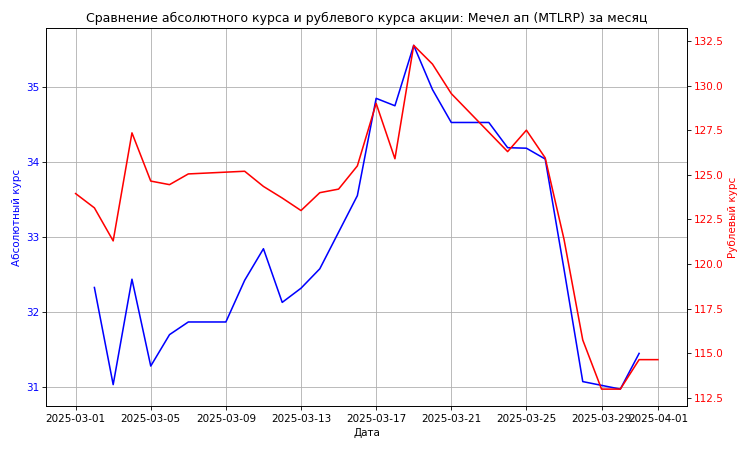 Сравнение абсолютного курса и рублевого курса акции: Мечел ап (MTLRP) за месяц
Абсолютный курс
35
34
33
32
31
132.5
130.0
127.5
125.0
122.5
120.0
117.5
115.0
112.5
Рублевый курс
2025-03-01 2025-03-05 2025-03-09 2025-03-13 2025-03-17 2025-03-21 2025-03-25 2025-03-29 2025-04-01
Дата